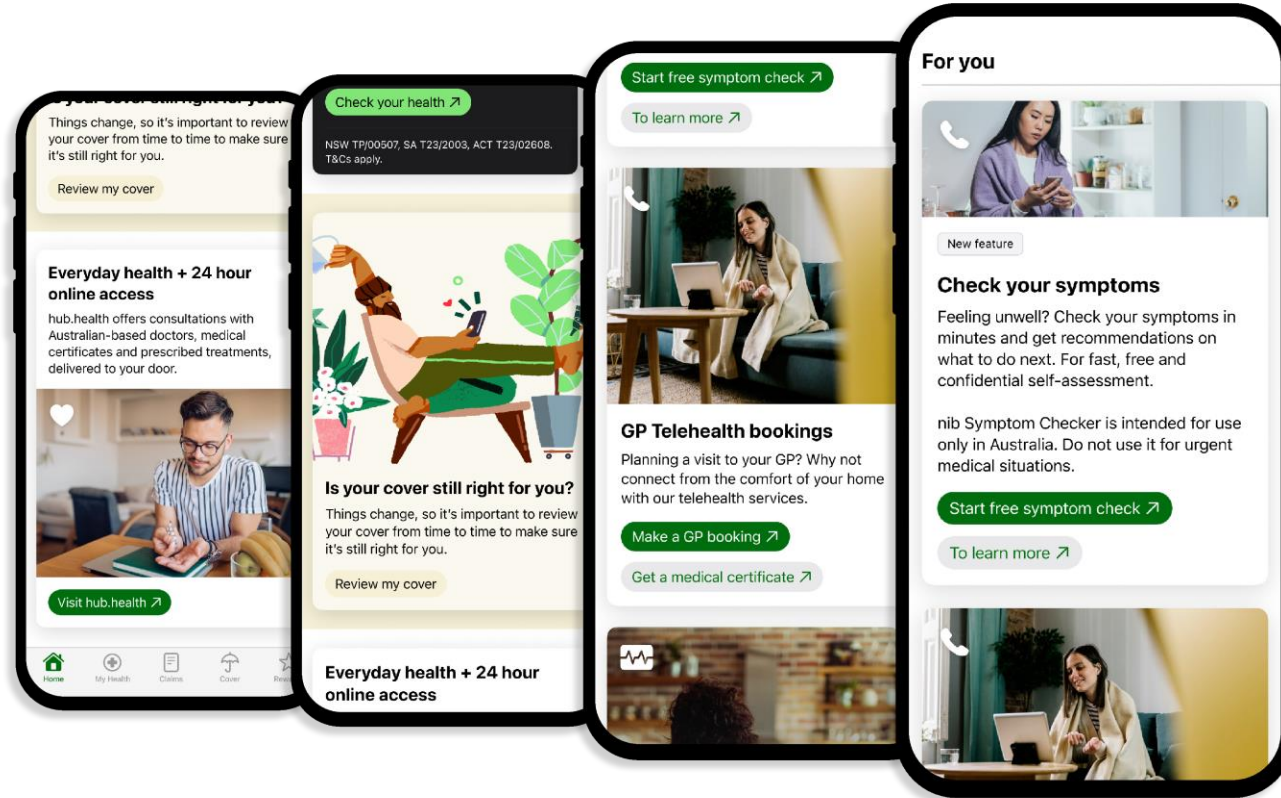 Is your cover still right for you?
Things change, so it's important to review
your cover from time to time to make sure
it's still right for you.
Review my cover
Everyday health + 24 hour
online access
hub.health offers consultations with
Australian-based doctors, medical
certificates and prescribed treatments,
delivered to your door.
Visit hub.health
Home
My Health
Claims
Cover
Check your health
NSW TP/00507, SA T23/2003, ACT T23/02608.
T&Cs apply.
Is your cover still right for you?
Things change, so it's important to review
your cover from time to time to make sure
it's still right for you.
Review my cover
Everyday health + 24 hour
online access
Start free symptom check
To learn more
GP Telehealth bookings
Planning a visit to your GP? Why not
connect from the comfort of your home
with our telehealth services.
Make a GP booking
Get a medical certificate
For you
New feature
Check your symptoms
Feeling unwell? Check your symptoms in
minutes and get recommendations on
what to do next. For fast, free and
confidential self-assessment.
nib Symptom Checker is intended for use
only in Australia. Do not use it for urgent
medical situations.
Start free symptom check
To learn more